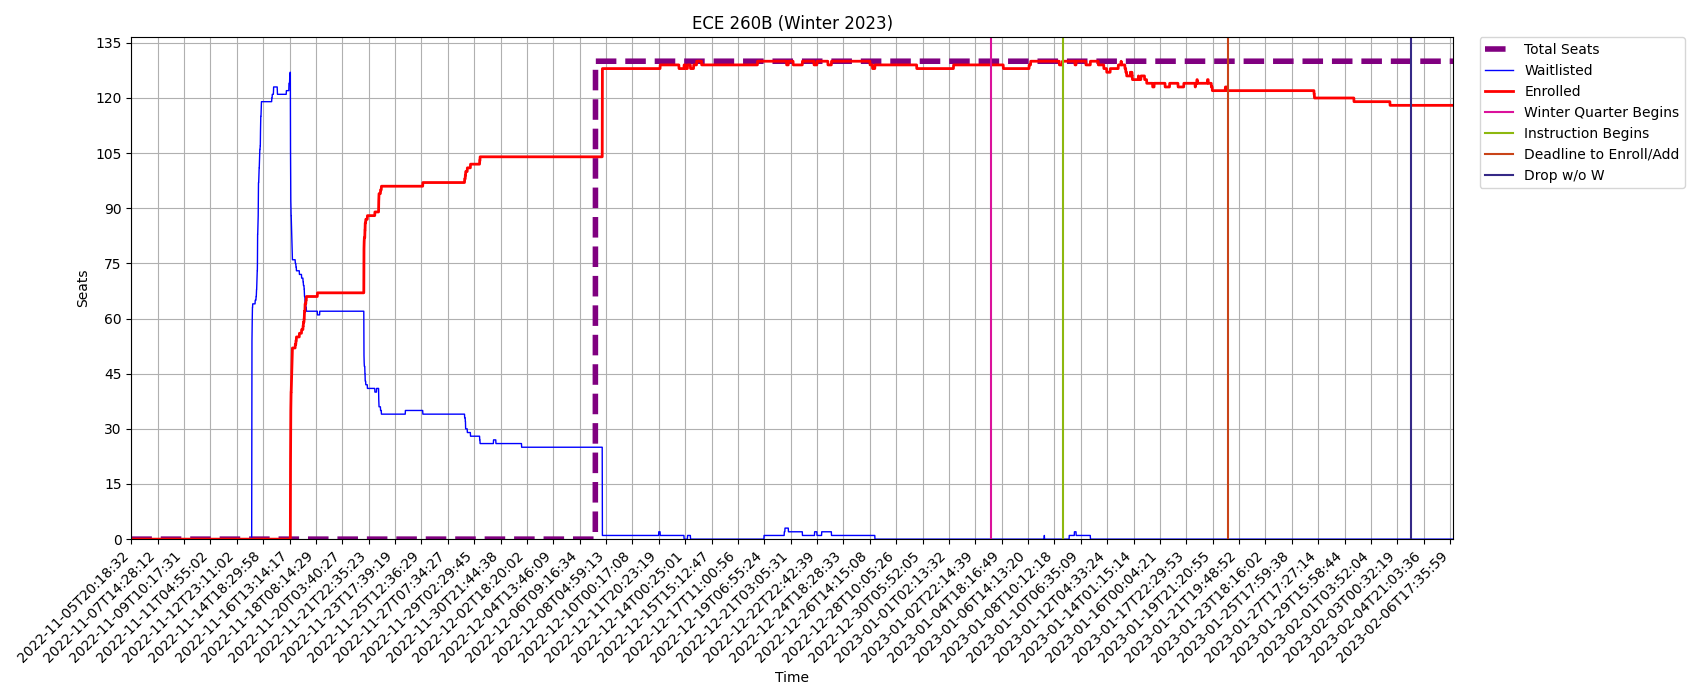 ECE 260B (Winter 2023)
135
120
105
90
75
60
45
30
15
0
Seats
2022-11-05T20:18:32
2022-11-07T14:28:12
2022-11-09T10:17:31
2022-11-11T04:55:02
2022-11-12T23:11:02
2022-11-14T18:29:58
2022-11-16T13:14:17
2022-11-18T08:14:29
2022-11-20T03:40:27
2022-11-21T22:35:23
2022-11-23T17:39:19
2022-11-25T12:36:29
2022-11-27T07:34:27
2022-11-29T02:29:45
2022-11-30T21:44:38
2022-12-02T18:20:02
2022-12-04T13:46:09
2022-12-06T09:16:34
2022-12-08T04:59:13
2022-12-10T00:17:08
2022-12-11T20:23:19
2022-12-14T00:25:01
2022-12-15T15:12:47
2022-12-17T11:00:56
2022-12-19T06:55:24
2022-12-21T03:05:31
2022-12-22T22:42:39
2022-12-24T18:28:33
2022-12-26T14:15:08
2022-12-28T10:05:26
2022-12-30T05:52:05
2023-01-01T02:13:32
2023-01-02T22:14:39
2023-01-04T18:16:49
2023-01-06T14:13:20
2023-01-08T10:12:18
2023-01-10T06:35:09
2023-01-12T04:33:24
2023-01-14T01:15:14
2023-01-16T00:04:21
2023-01-17T22:29:53
2023-01-19T21:20:55
2023-01-21T19:48:52
2023-01-23T18:16:02
2023-01-25T17:59:38
2023-01-27T17:27:14
2023-01-29T15:58:44
2023-02-01T03:52:04
2023-02-03T00:32:19
2023-02-04T21:03:36
2023-02-06T17:35:59
Time
Total Seats
Waitlisted
Enrolled
Winter Quarter Begins
Instruction Begins
Deadline to Enroll/Add
Drop w/o W